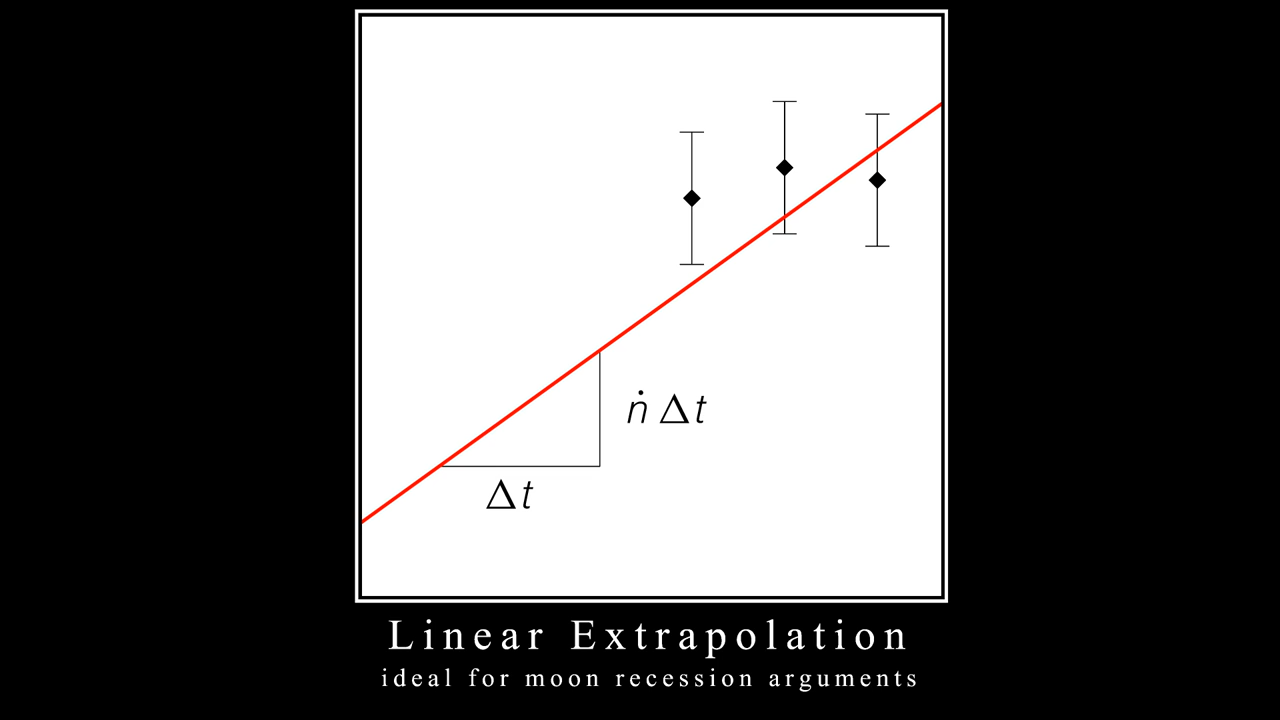 ṅ Δt
Δt
Linear Extrapolation
ideal for moon recession arguments